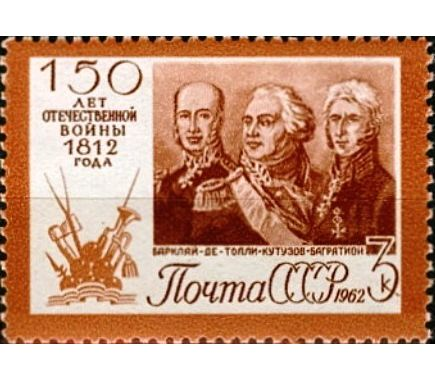 150
ЛЕТ
ОТЕЧЕСТВЕННОЙ
ВОЙНЫ
1812
ГОДА
БАРКЛАЙ-ДЕ-ТОЛЛИ-КУТУЗОВ-БАГРАТИОН
Почта СССР 1962 3 к